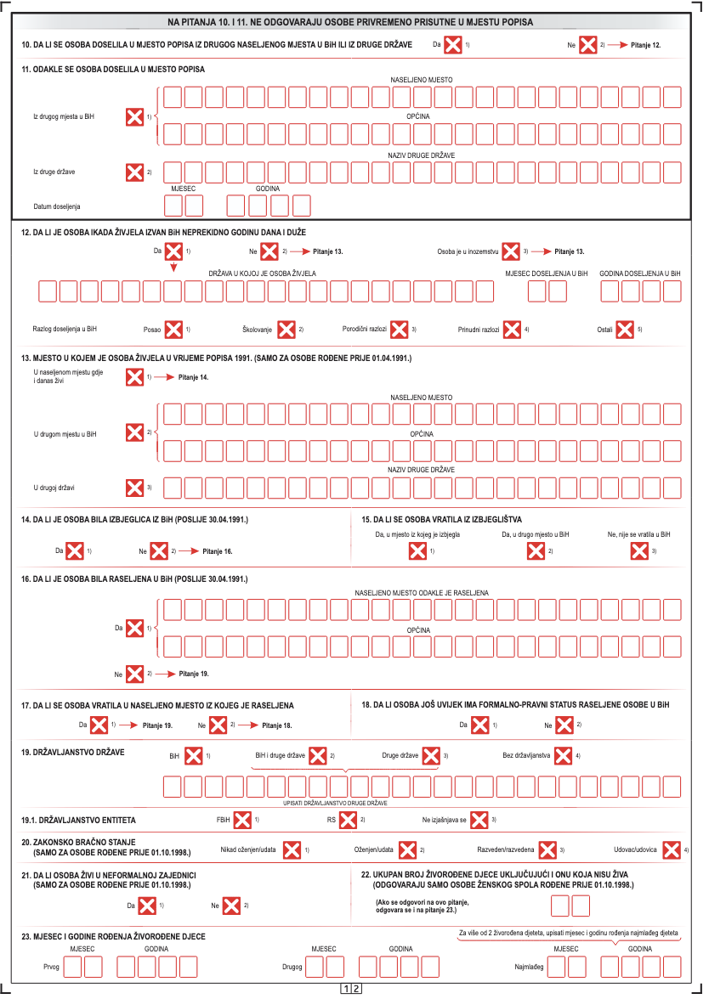 NA PITANJA 10. I 11. NE ODGOVARAJU OSOBE PRIVREMENO PRISUTNE U MJESTU POPISA
10. DA LI SE OSOBA DOSELILA U MJESTO POPISA IZ DRUGOG NASELJENOG MJESTA U BiH ILI IZ DRUGE DRŽAVE Da 1) Ne 2) Pitanje 12.
11. ODAKLE SE OSOBA DOSELILA U MJESTO POPISA
NASELJENO MJESTO
Iz drugog mjesta u BiH 1) OPĆINA
NAZIV DRUGE DRŽAVE
Iz druge države 2)
MJESEC GODINA
Datum doseljenja
12. DA LI JE OSOBA IKADA ŽIVJELA IZVAN BiH NEPREKIDNO GODINU DANA I DUŽE
Da 1) Ne 2) Pitanje 13. Osoba je u inozemstvu 3) Pitanje 13.
DRŽAVA U KOJOJ JE OSOBA ŽIVJELA MJESEC DOSELJENJA U BiH GODINA DOSELJENJA U BiH
Razlog doseljenja u BiH Posao 1) Školovanje 2) Porodični razlozi 3) Prinudni razlozi 4) Ostali 5)
13. MJESTO U KOJEM JE OSOBA ŽIVJELA U VRIJEME POPISA 1991. (SAMO ZA OSOBE ROĐENE PRIJE 01.04.1991.)
U naseljenom mjestu gdje
i danas živi 1) Pitanje 14.
NASELJENO MJESTO
U drugom mjestu u BiH 2) OPĆINA
NAZIV DRUGE DRŽAVE
U drugoj državi 3)
14. DA LI JE OSOBA BILA IZBJEGLICA IZ BiH (POSLIJE 30.04.1991.)
Da 1) Ne 2) Pitanje 16.
15. DA LI SE OSOBA VRATILA IZ IZBJEGLIŠTVA
Da, u mjesto iz kojeg je izbjegla Da, u drugo mjesto u BiH Ne, nije se vratila u BiH
1) 2) 3)
16. DA LI JE OSOBA BILA RASELJENA U BiH (POSLIJE 30.04.1991.)
NASELJENO MJESTO ODAKLE JE RASELJENA
Da 1) OPĆINA
Ne 2) Pitanje 19.
17. DA LI SE OSOBA VRATILA U NASELJENO MJESTO IZ KOJEG JE RASELJENA
Da 1) Pitanje 19. Ne 2) Pitanje 18.
18. DA LI OSOBA JOŠ UVIJEK IMA FORMALNO-PRAVNI STATUS RASELJENE OSOBE U BiH
Da 1) Ne 2)
19. DRŽAVLJANSTVO DRŽAVE BiH 1) BiH i druge države 2) Druge države 3) Bez državljanstva 4)
UPISATI DRŽAVLJANSTVO DRUGE DRŽAVE
19.1. DRŽAVLJANSTVO ENTITETA FBiH 1) RS 2) Ne izjašnjava se 3)
20. ZAKONSKO BRAČNO STANJE
(SAMO ZA OSOBE ROĐENE PRIJE 01.10.1998.) Nikad oženjen/udata 1) Oženjen/udata 2) Razveden/razvedena 3) Udovac/udovica 4)
21. DA LI OSOBA ŽIVI U NEFORMALNOJ ZAJEDNICI
(SAMO ZA OSOBE ROĐENE PRIJE 01.10.1998.)
Da 1) Ne 2)
22. UKUPAN BROJ ŽIVOROĐENE DJECE UKLJUČUJUĆI I ONU KOJA NISU ŽIVA
(ODGOVARAJU SAMO OSOBE ŽENSKOG SPOLA ROĐENE PRIJE 01.10.1998.)
(Ako se odgovori na ovo pitanje,
odgovara se i na pitanje 23.)
23. MJESEC I GODINE ROĐENJA ŽIVOROĐENE DJECE Za više od 2 živorođena djeteta, upisati mjesec i godinu rođenja najmlađeg djeteta
MJESEC GODINA MJESEC GODINA MJESEC GODINA
Prvog Drugog Najmlađeg
12